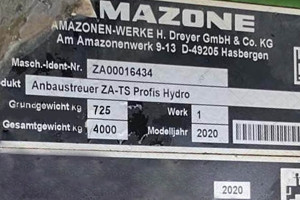 AMAZONE
AMAZONEN-WERKE H. Dreyer GmbH & Co. KG
Am Amazonenwerk 9-13 D-49205 Hasbergen
Masch.-Ident-Nr. ZA00016434
dukt Anbaustreuer ZA-TS Profis Hydro
Grundgewicht kg 725 Werk 1
Gesamtgewicht kg 4000 Modelljahr 2020
2020